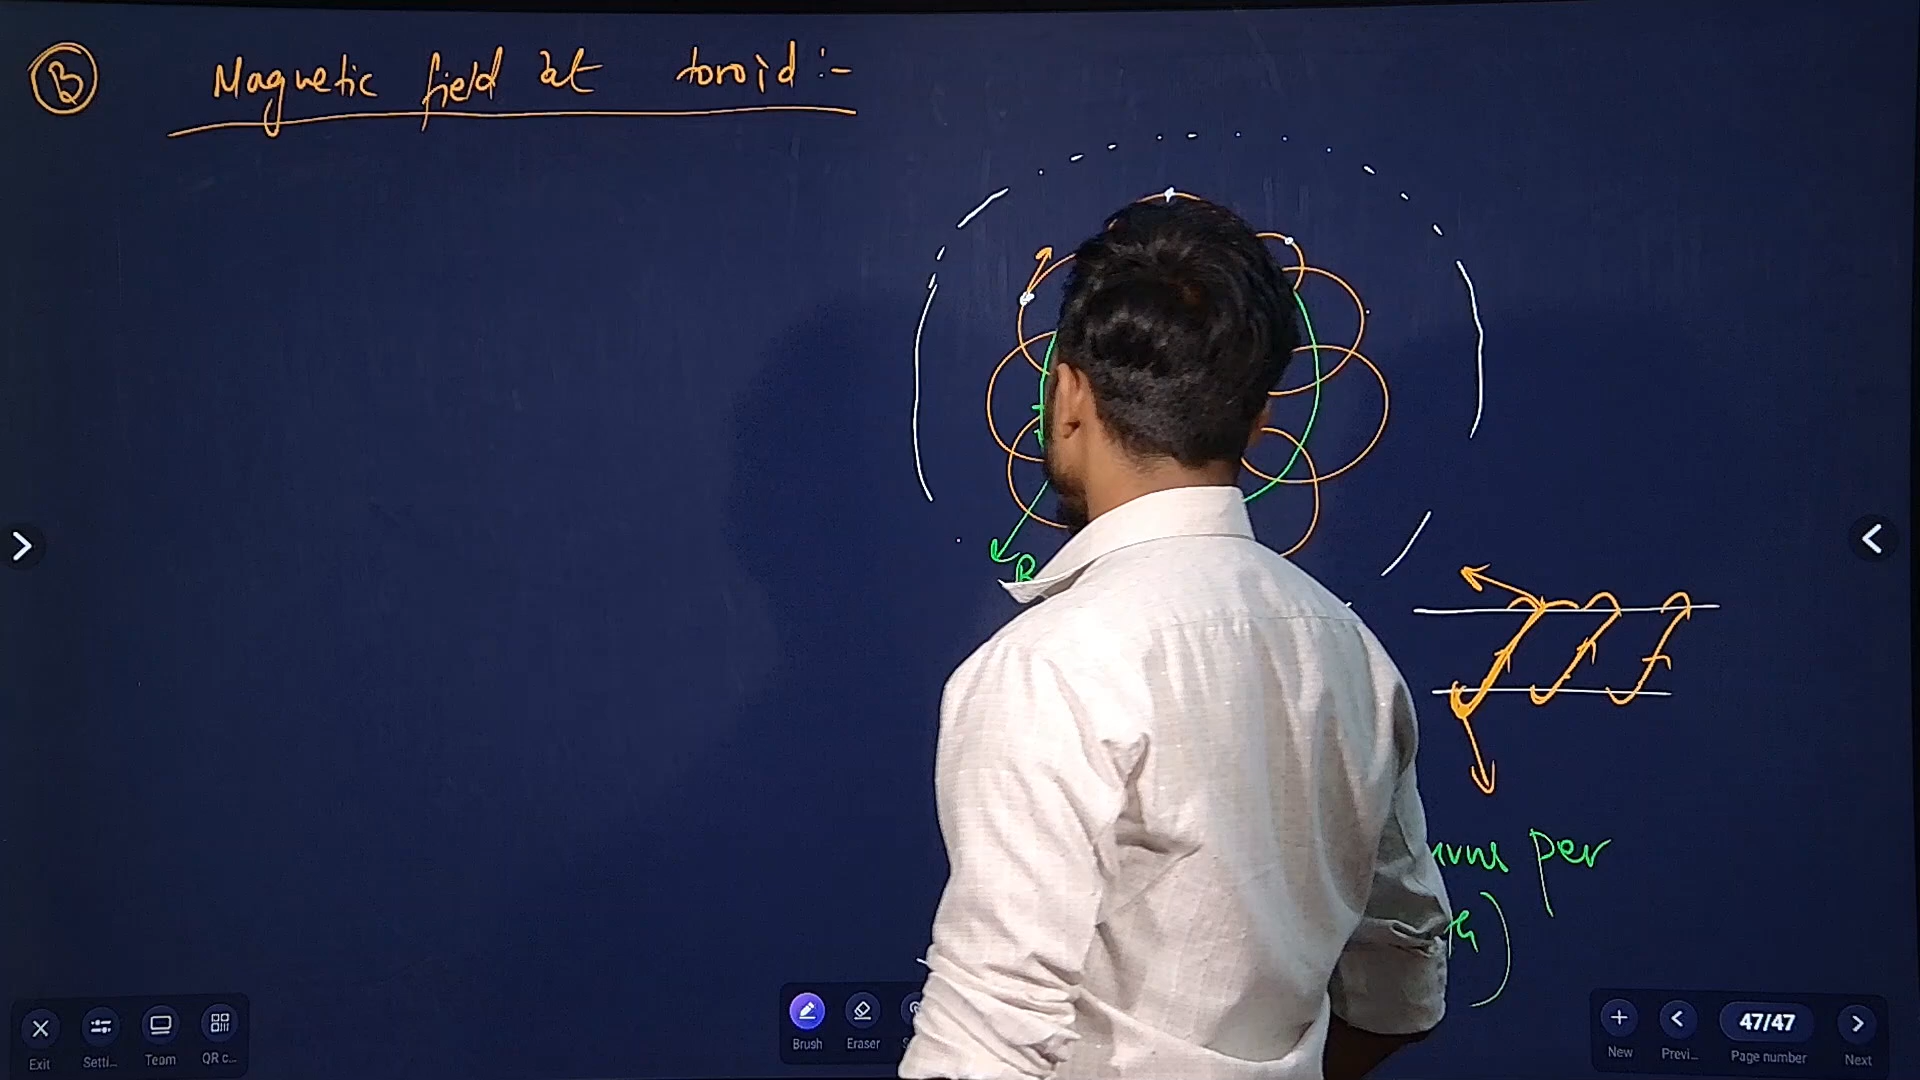 B Magnetic field at toroid :-
B
per
Exit
Setti...
Team
QR c...
Brush
Eraser
New
Previ...
47/47
Page number
Next